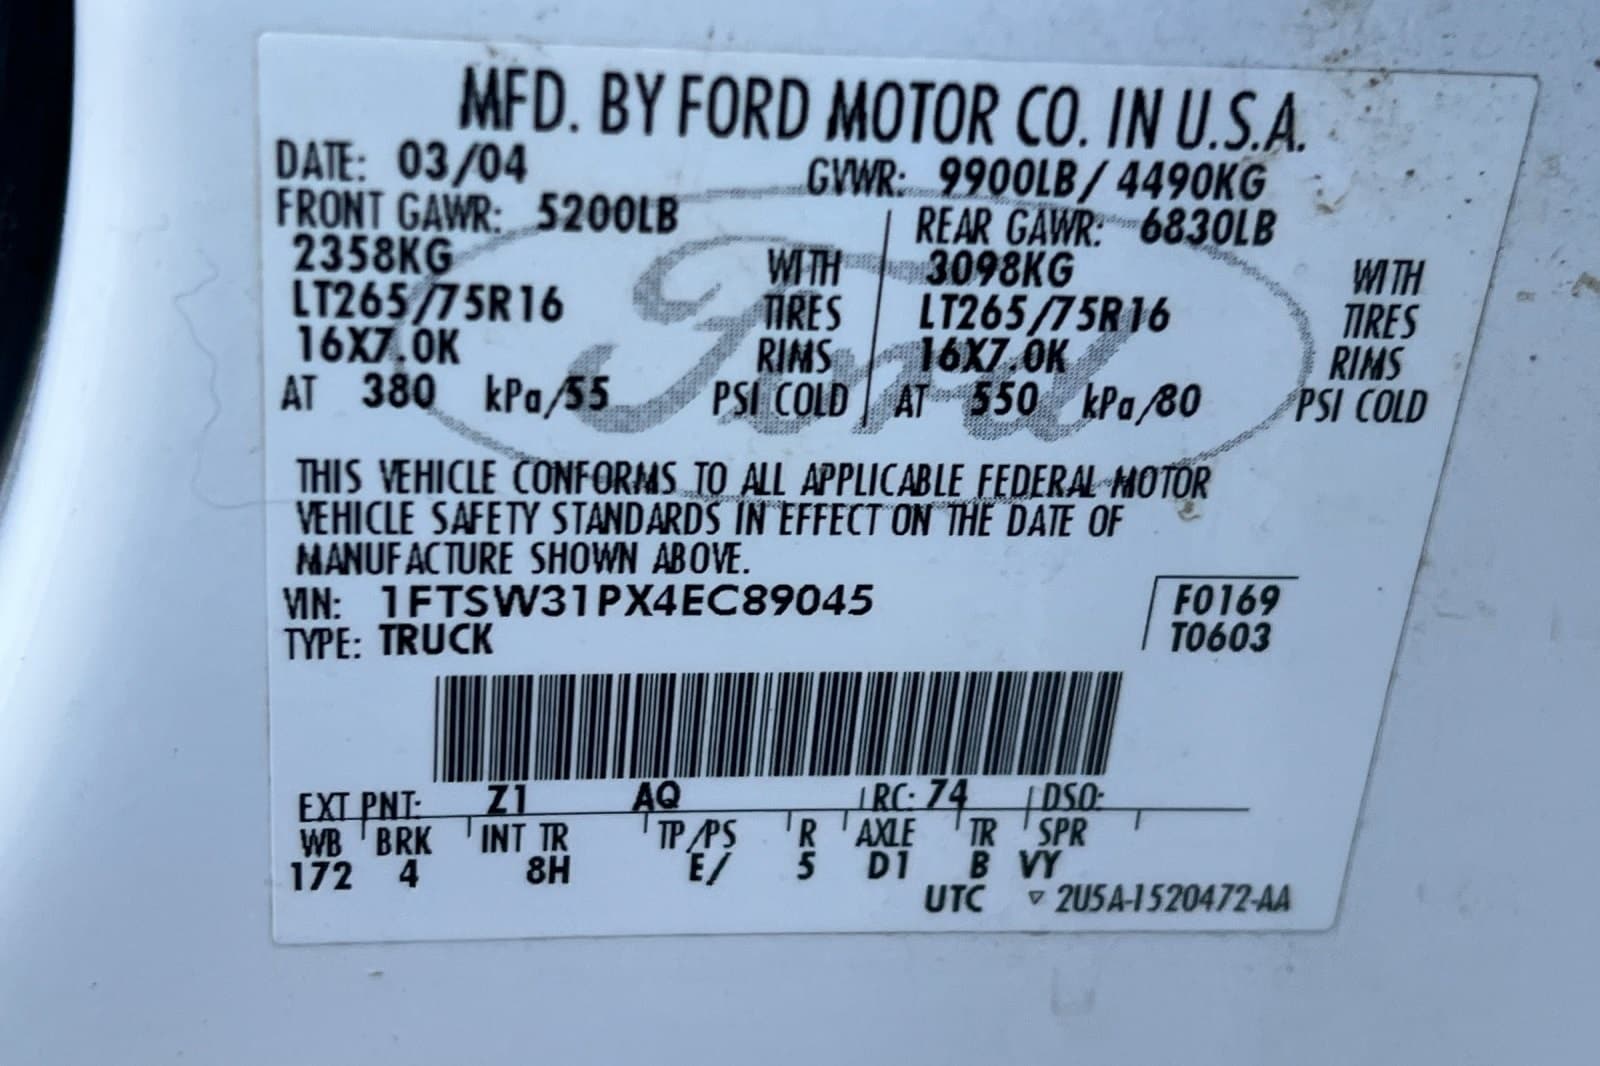 MFD. BY FORD MOTOR CO. IN U.S.A.
DATE: 03/04 GVWR: 9900LB / 4490KG
FRONT GAWR: 5200LB REAR GAWR: 6830LB
2358KG WITH 3098KG WITH
LT265/75R16 TIRES LT265/75R16 TIRES
16X7.0K RIMS 16X7.0K RIMS
AT 380 kPa/55 PSI COLD AT 550 kPa/80 PSI COLD
Ford
THIS VEHICLE CONFORMS TO ALL APPLICABLE FEDERAL MOTOR
VEHICLE SAFETY STANDARDS IN EFFECT ON THE DATE OF
MANUFACTURE SHOWN ABOVE.
VIN: 1FTSW31PX4EC89045 F0169
TYPE: TRUCK T0603
EXT PNT: Z1 AQ RC: 74 DSO:
WB BRK INT TR TP/PS R AXLE TR SPR
172 4 8H E/ 5 D1 B VY
UTC ▿ 2U5A-1520472-AA